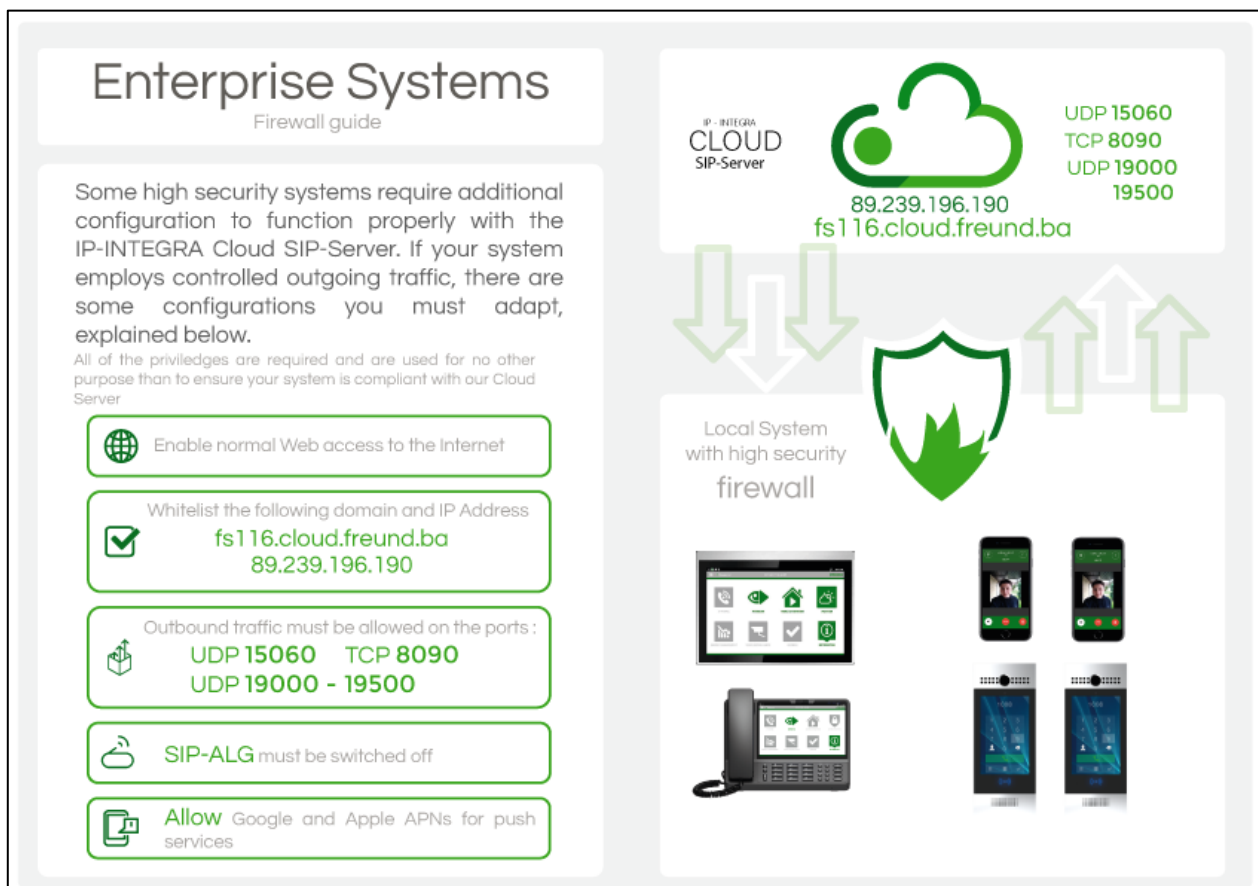 Enterprise Systems
Firewall guide
Some high security systems require additional
configuration to function properly with the
IP-INTEGRA Cloud SIP-Server. If your system
employs controlled outgoing traffic, there are
some configurations you must adapt,
explained below.
All of the priviledges are required and are used for no other
purpose than to ensure your system is compliant with our Cloud
Server
Enable normal Web access to the Internet
Whitelist the following domain and IP Address
fs116.cloud.freund.ba
89.239.196.190
Outbound traffic must be allowed on the ports :
UDP 15060 TCP 8090
UDP 19000 - 19500
SIP-ALG must be switched off
Allow Google and Apple APNs for push
services
IP - INTEGRA
CLOUD
SIP-Server
89.239.196.190
fs116.cloud.freund.ba
UDP 15060
TCP 8090
UDP 19000
19500
Local System
with high security
firewall